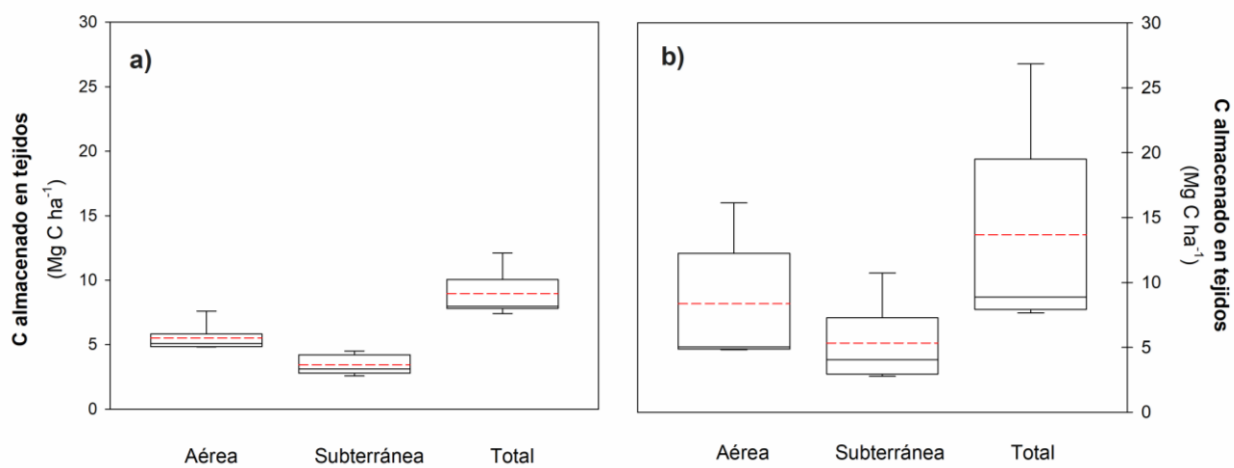 a)
C almacenado en tejidos
(Mg C ha⁻¹)
30
25
20
15
10
5
0
Aérea Subterránea Total
b)
30
25
20
15
10
5
0
C almacenado en tejidos
(Mg C ha⁻¹)
Aérea Subterránea Total